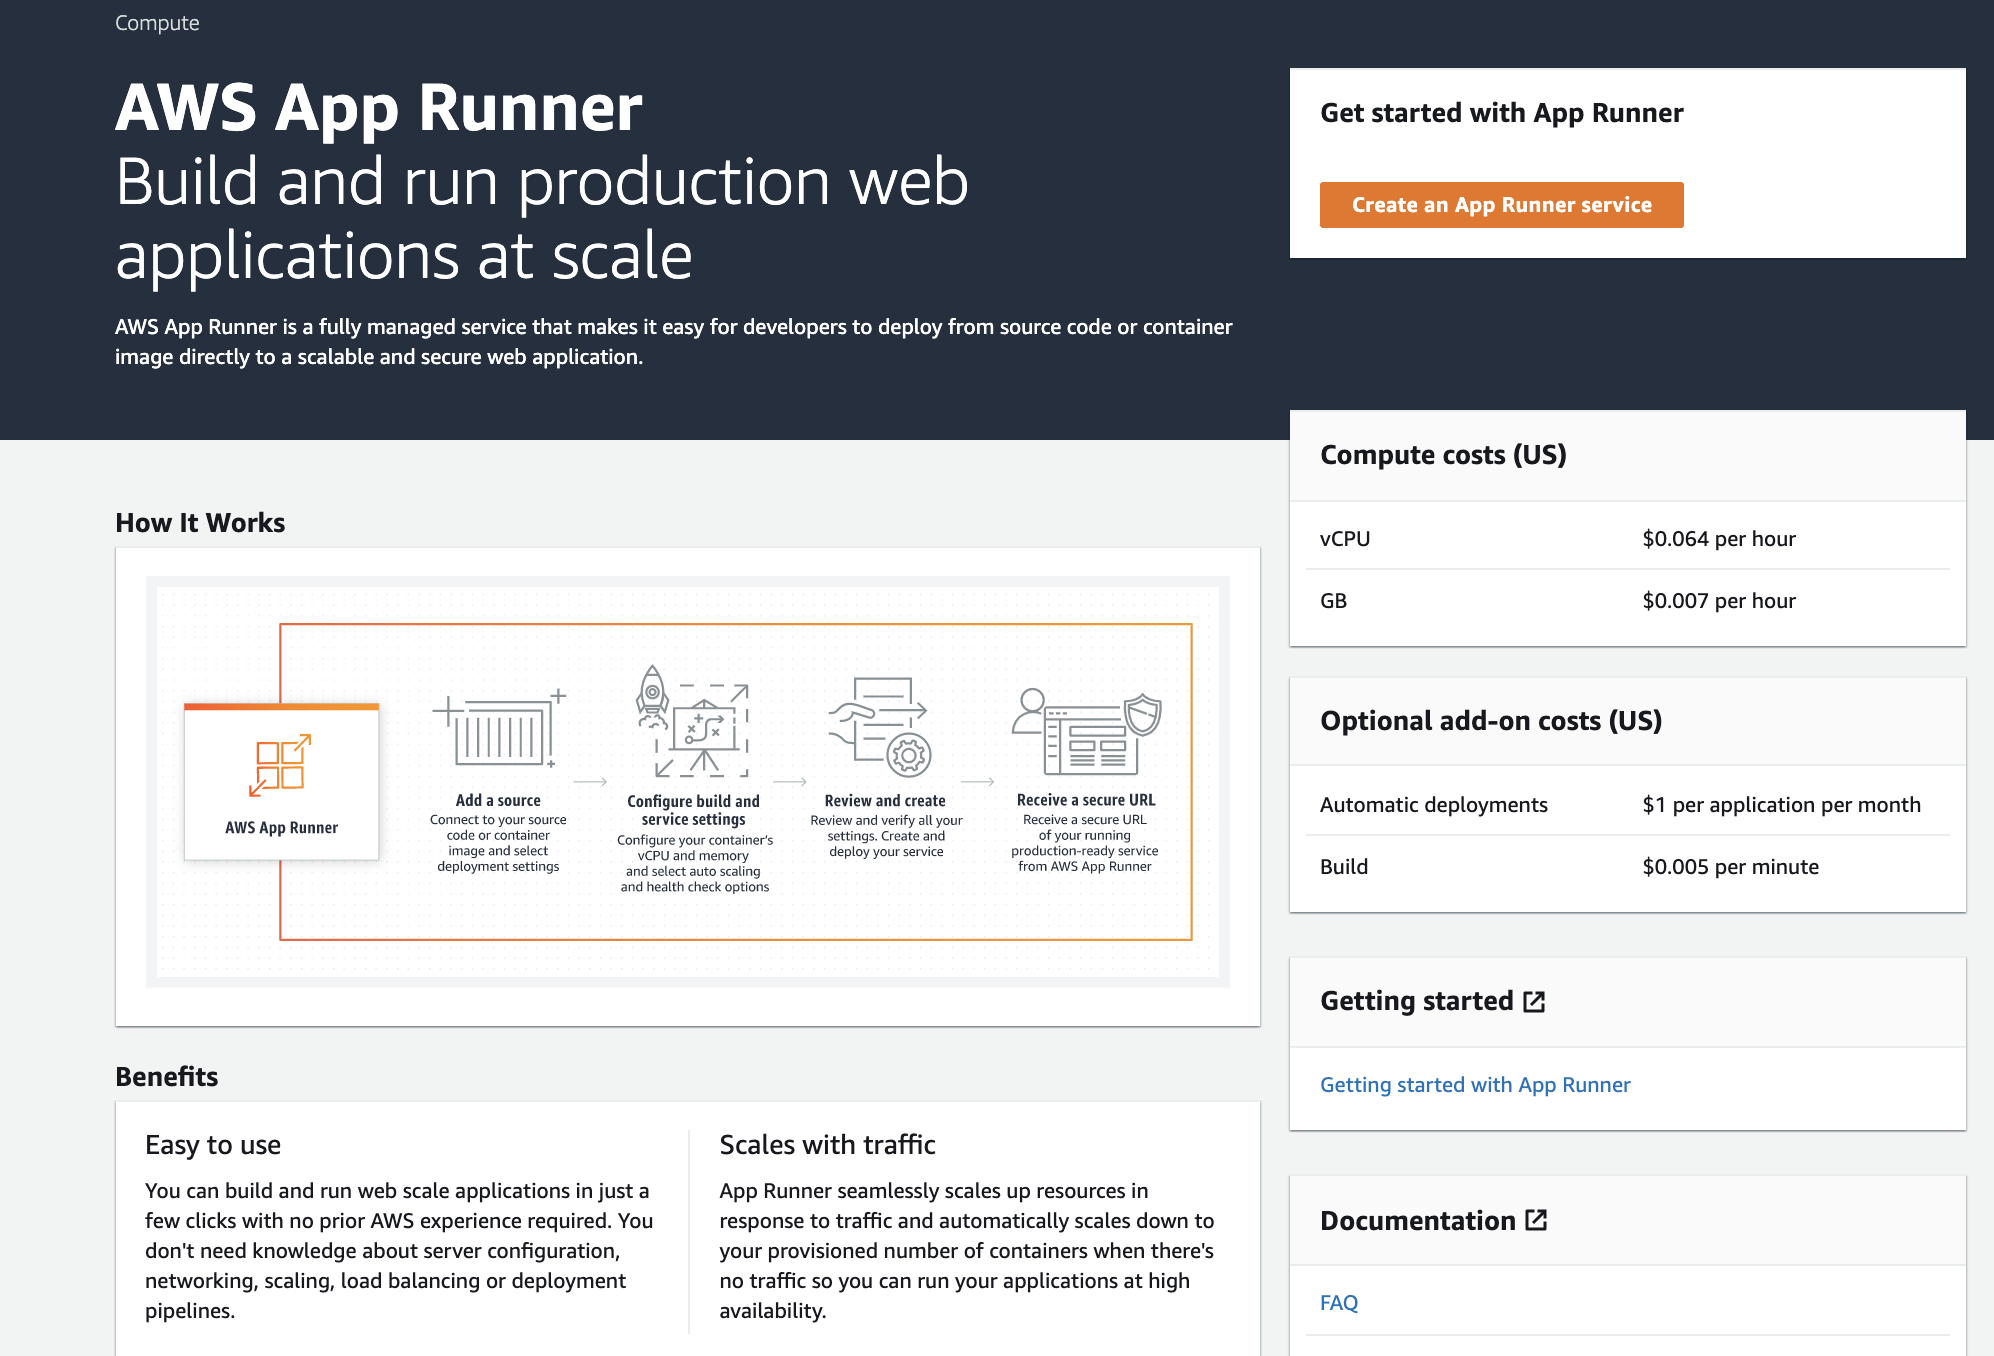 Compute
AWS App Runner
Build and run production web
applications at scale
AWS App Runner is a fully managed service that makes it easy for developers to deploy from source code or container
image directly to a scalable and secure web application.
Get started with App Runner
Create an App Runner service
How It Works
AWS App Runner
Add a source
Connect to your source
code or container
image and select
deployment settings
Configure build and
service settings
Configure your container's
vCPU and memory
and select auto scaling
and health check options
Review and create
Review and verify all your
settings. Create and
deploy your service
Receive a secure URL
Receive a secure URL
of your running
production-ready service
from AWS App Runner
Benefits
Easy to use
You can build and run web scale applications in just a
few clicks with no prior AWS experience required. You
don't need knowledge about server configuration,
networking, scaling, load balancing or deployment
pipelines.
Scales with traffic
App Runner seamlessly scales up resources in
response to traffic and automatically scales down to
your provisioned number of containers when there's
no traffic so you can run your applications at high
availability.
Compute costs (US)
vCPU $0.064 per hour
GB $0.007 per hour
Optional add-on costs (US)
Automatic deployments $1 per application per month
Build $0.005 per minute
Getting started
Getting started with App Runner
Documentation
FAQ